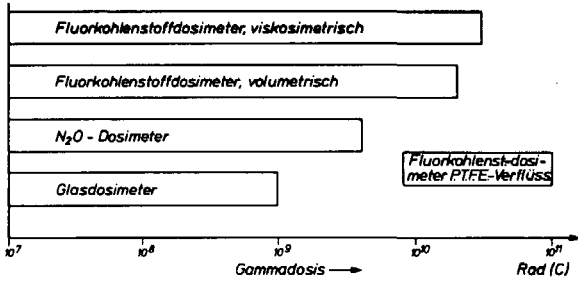 Fluorkohlenstoffdosimeter, viskosimetrisch
Fluorkohlenstoffdosimeter, volumetrisch
N₂O - Dosimeter
Fluorkohlenst-dosi-
meter PTFE-Verflüss
Glasdosimeter
10⁷ 10⁸ 10⁹ 10¹⁰ 10¹¹
Gammadosis → Rad (C)